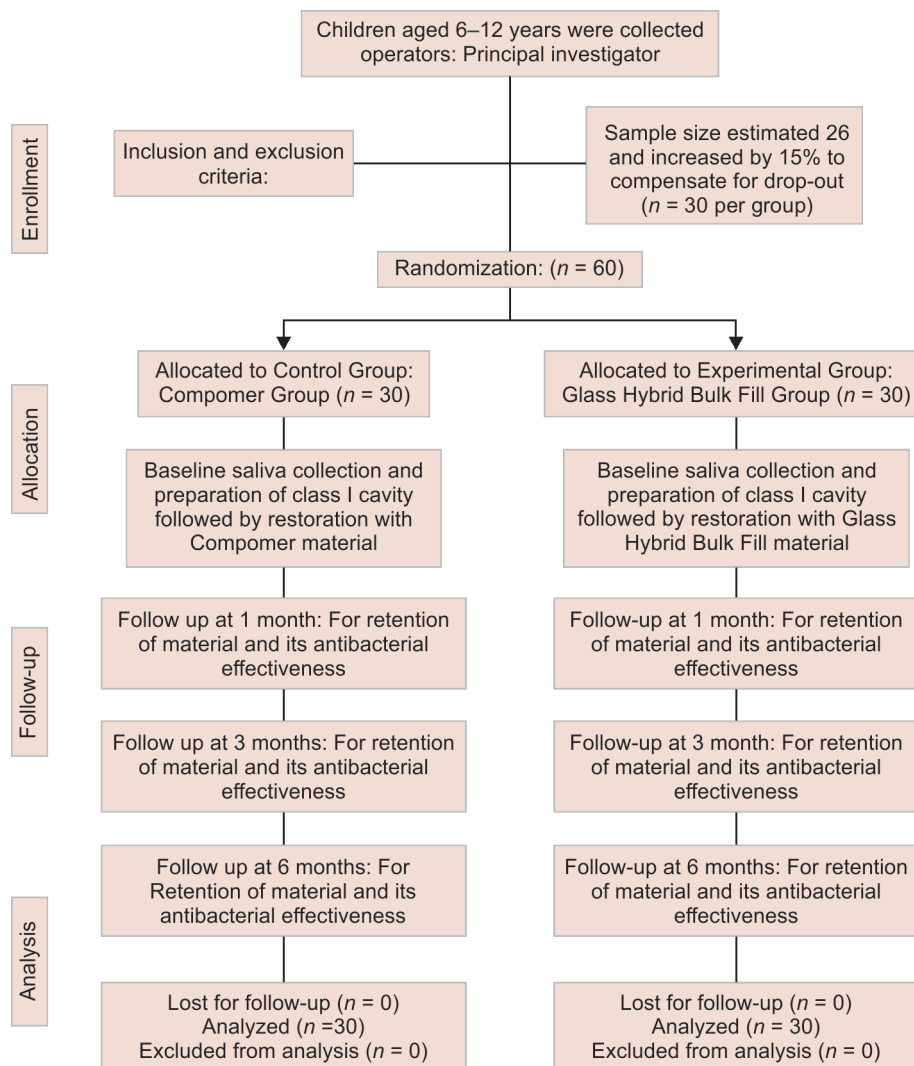 Children aged 6–12 years were collected
operators: Principal investigator
Enrollment
Inclusion and exclusion
criteria:
Sample size estimated 26
and increased by 15% to
compensate for drop-out
(n = 30 per group)
Randomization: (n = 60)
Allocation
Allocated to Control Group:
Compomer Group (n = 30)
Allocated to Experimental Group:
Glass Hybrid Bulk Fill Group (n = 30)
Baseline saliva collection and
preparation of class I cavity
followed by restoration with
Compomer material
Baseline saliva collection and
preparation of class I cavity
followed by restoration with Glass
Hybrid Bulk Fill material
Follow-up
Follow up at 1 month: For retention
of material and its antibacterial
effectiveness
Follow-up at 1 month: For retention
of material and its antibacterial
effectiveness
Follow up at 3 months: For retention
of material and its antibacterial
effectiveness
Follow-up at 3 month: For retention
of material and its antibacterial
effectiveness
Analysis
Follow up at 6 months: For
Retention of material and its
antibacterial effectiveness
Follow-up at 6 months: For retention
of material and its antibacterial
effectiveness
Lost for follow-up (n = 0)
Analyzed (n =30)
Excluded from analysis (n = 0)
Lost for follow-up (n = 0)
Analyzed (n = 30)
Excluded from analysis (n = 0)